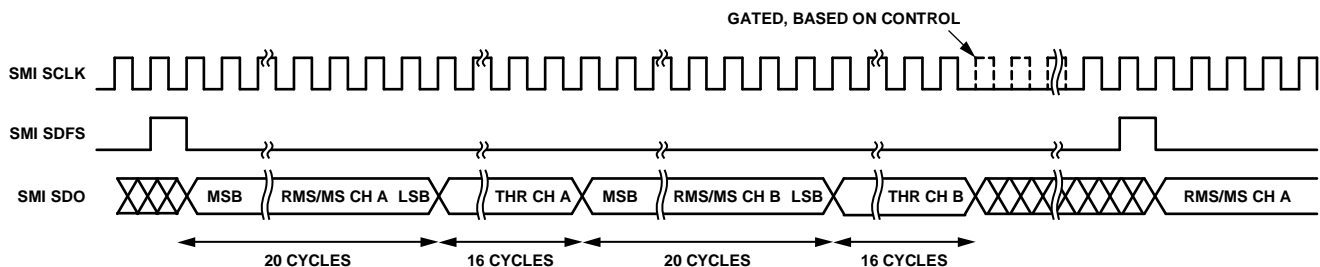 GATED, BASED ON CONTROL
SMI SCLK
SMI SDFS
SMI SDO
MSB
RMS/MS CH A
LSB
THR CH A
MSB
RMS/MS CH B
LSB
THR CH B
RMS/MS CH A
20 CYCLES
16 CYCLES
20 CYCLES
16 CYCLES